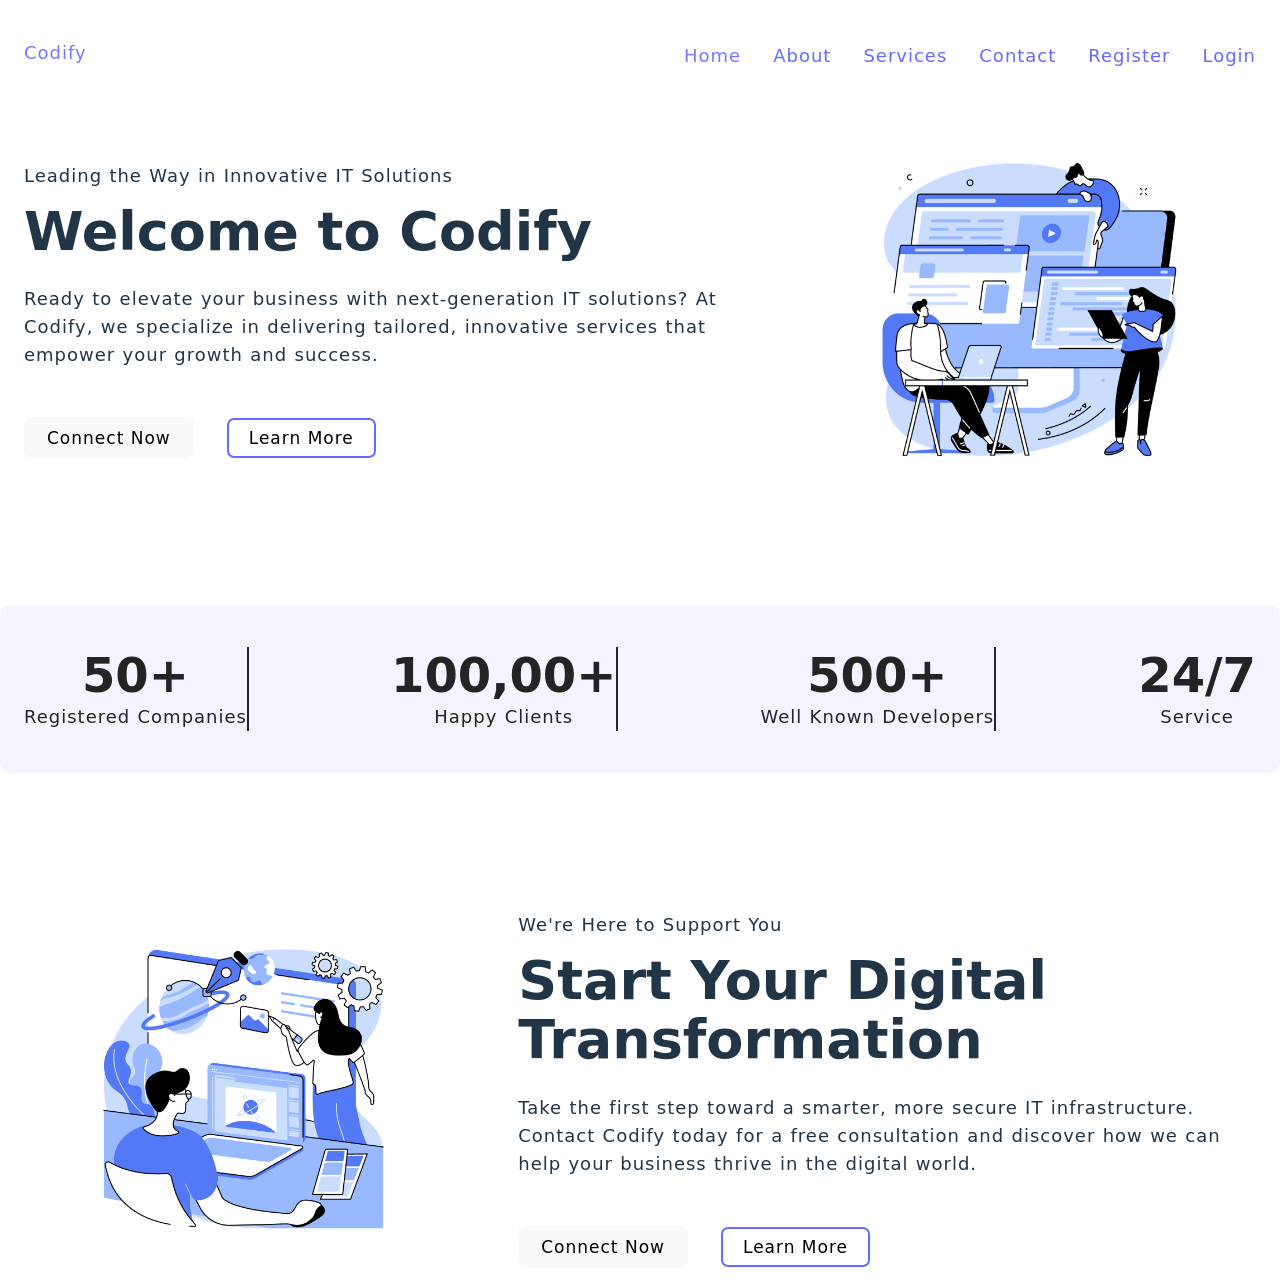 Codify
Home About Services Contact Register Login
Leading the Way in Innovative IT Solutions
Welcome to Codify
Ready to elevate your business with next-generation IT solutions? At
Codify, we specialize in delivering tailored, innovative services that
empower your growth and success.
Connect Now Learn More
50+
Registered Companies
100,00+
Happy Clients
500+
Well Known Developers
24/7
Service
We're Here to Support You
Start Your Digital
Transformation
Take the first step toward a smarter, more secure IT infrastructure.
Contact Codify today for a free consultation and discover how we can
help your business thrive in the digital world.
Connect Now Learn More